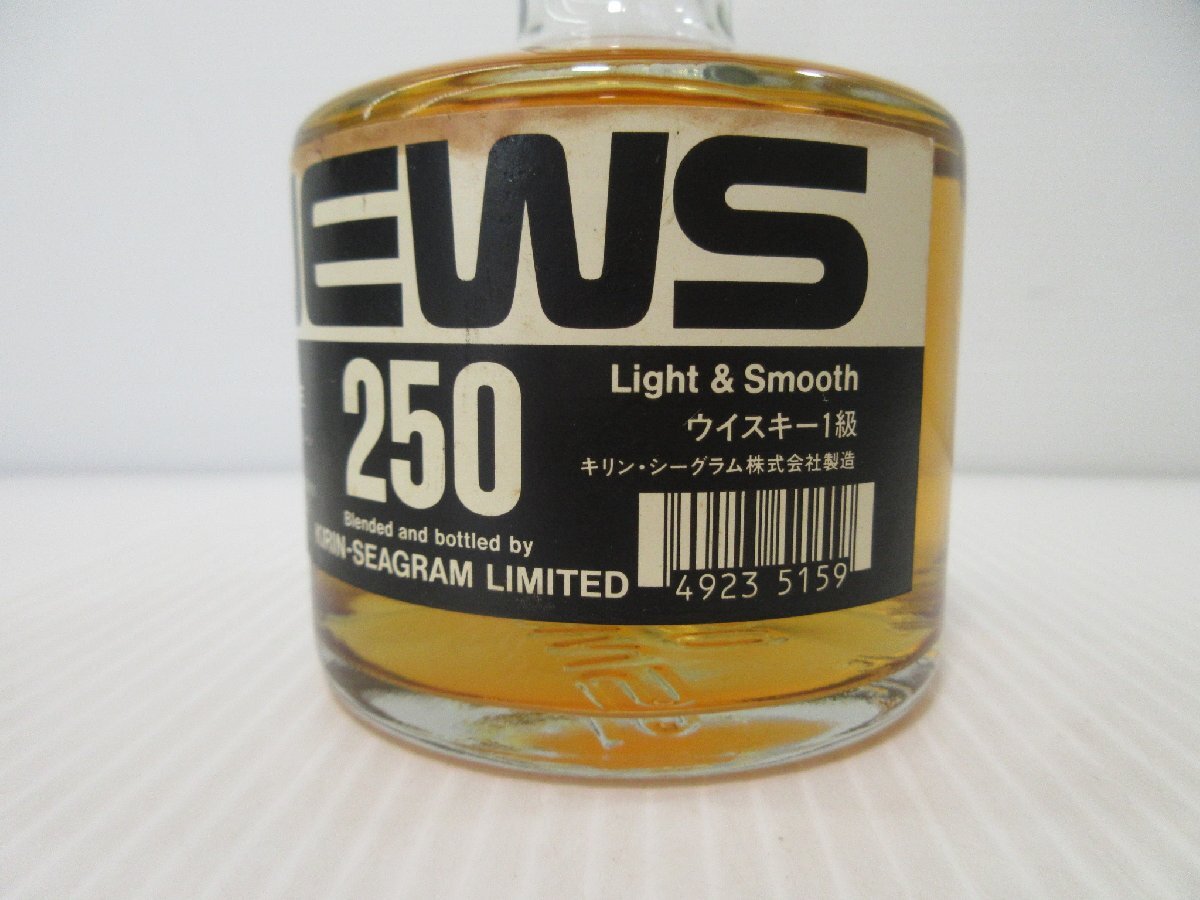 NEWS
250
Light & Smooth
ウイスキー1級
キリン・シーグラム株式会社製造
Blended and bottled by
KIRIN-SEAGRAM LIMITED
4923 5159